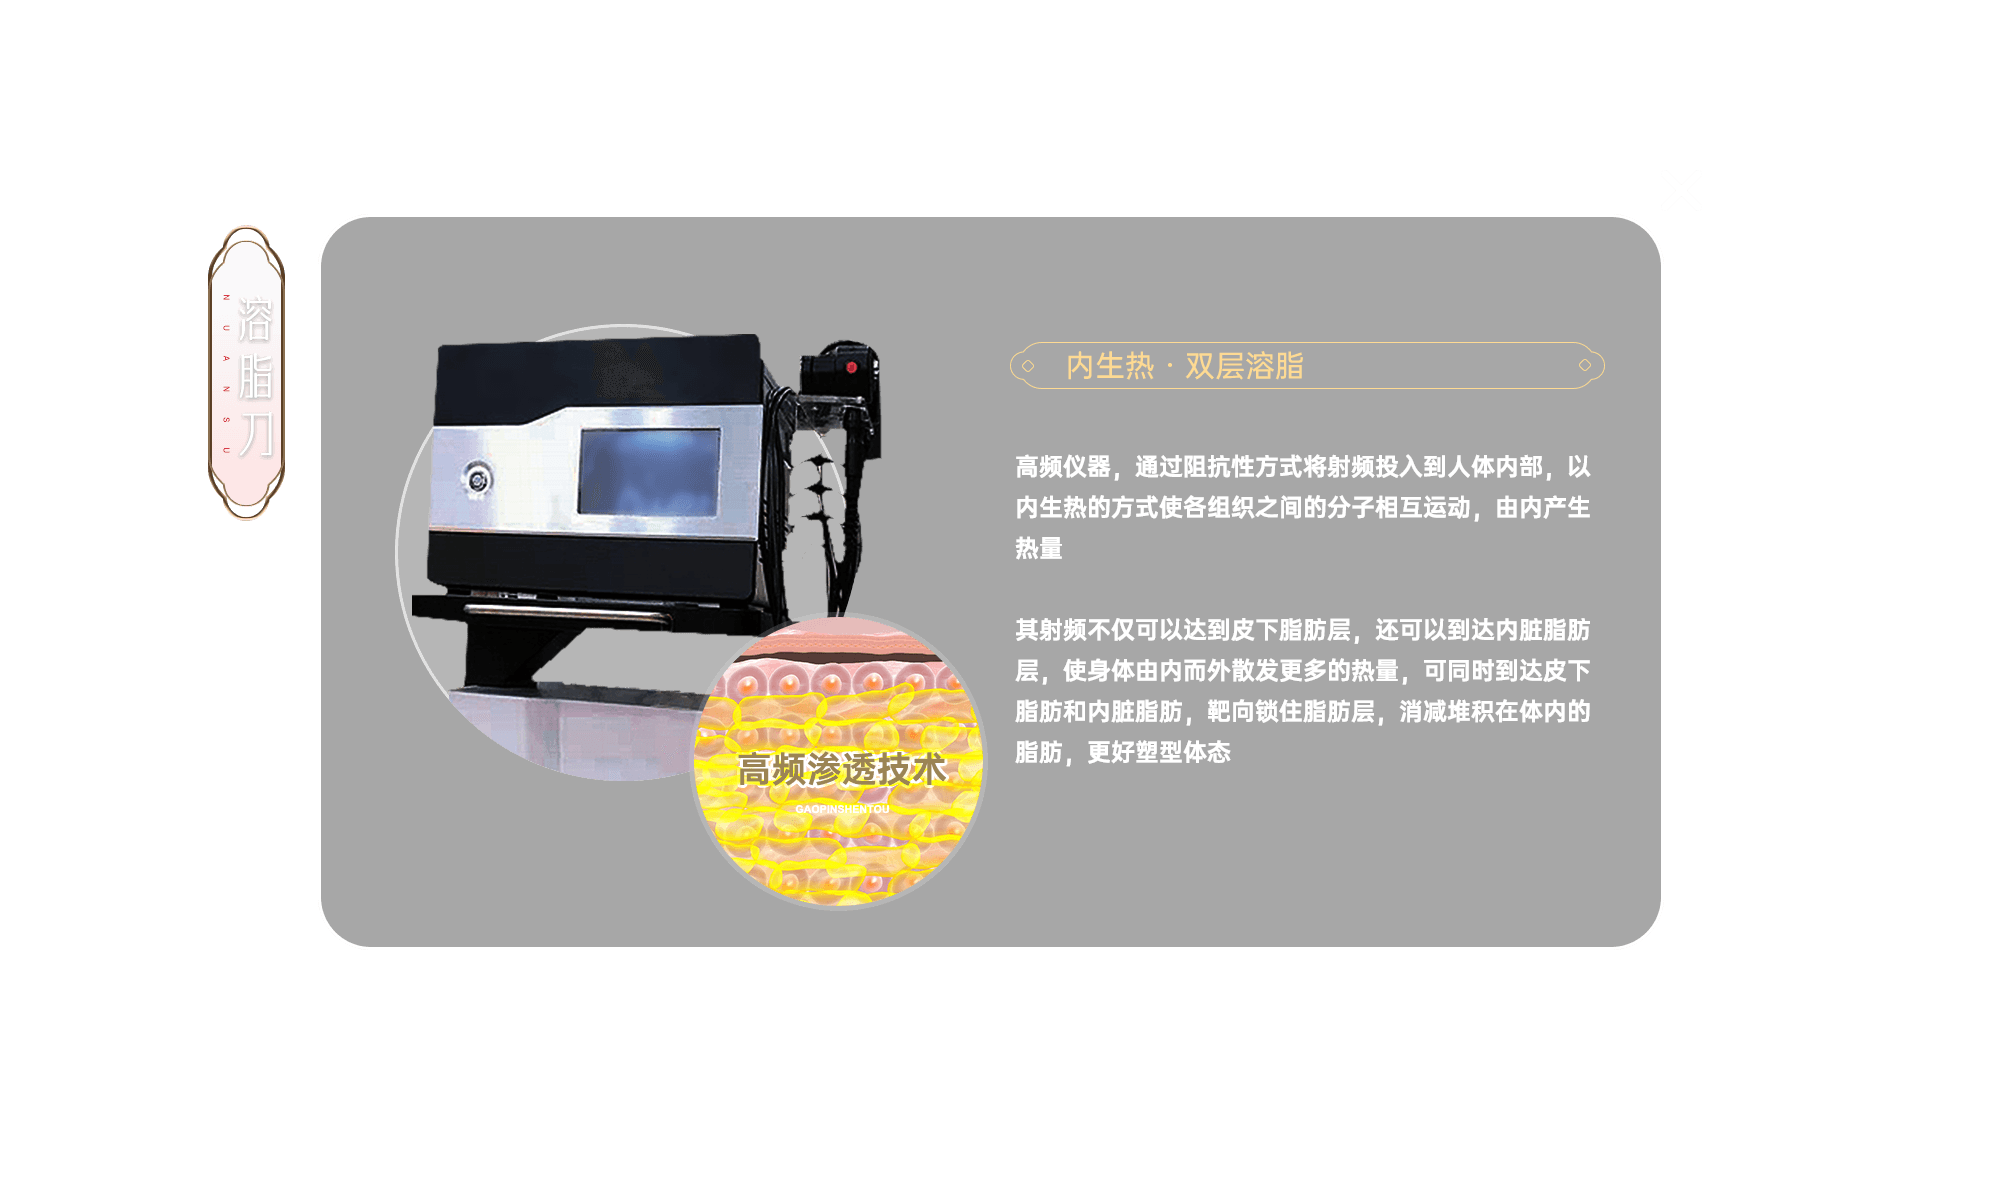 溶脂刀
NUANSU
内生热·双层溶脂
高频仪器，通过阻抗性方式将射频投入到人体内部，以
内生热的方式使各组织之间的分子相互运动，由内产生
热量
其射频不仅可以达到皮下脂肪层，还可以到达内脏脂肪
层，使身体由内而外散发更多的热量，可同时到达皮下
脂肪和内脏脂肪，靶向锁住脂肪层，消减堆积在体内的
脂肪，更好塑型体态
高频渗透技术
GAOPINSHENTOU